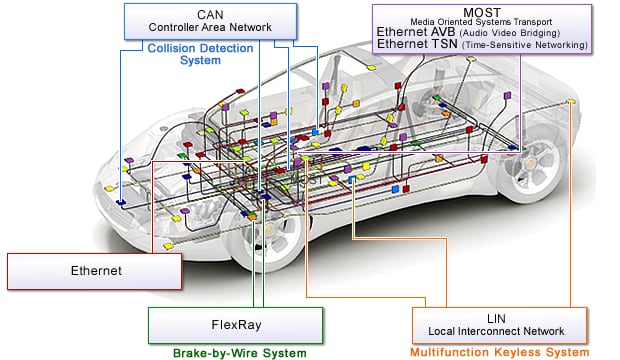 CAN
Controller Area Network
Collision Detection
System
MOST
Media Oriented Systems Transport
Ethernet AVB (Audio Video Bridging)
Ethernet TSN (Time-Sensitive Networking)
Ethernet
FlexRay
Brake-by-Wire System
LIN
Local Interconnect Network
Multifunction Keyless System